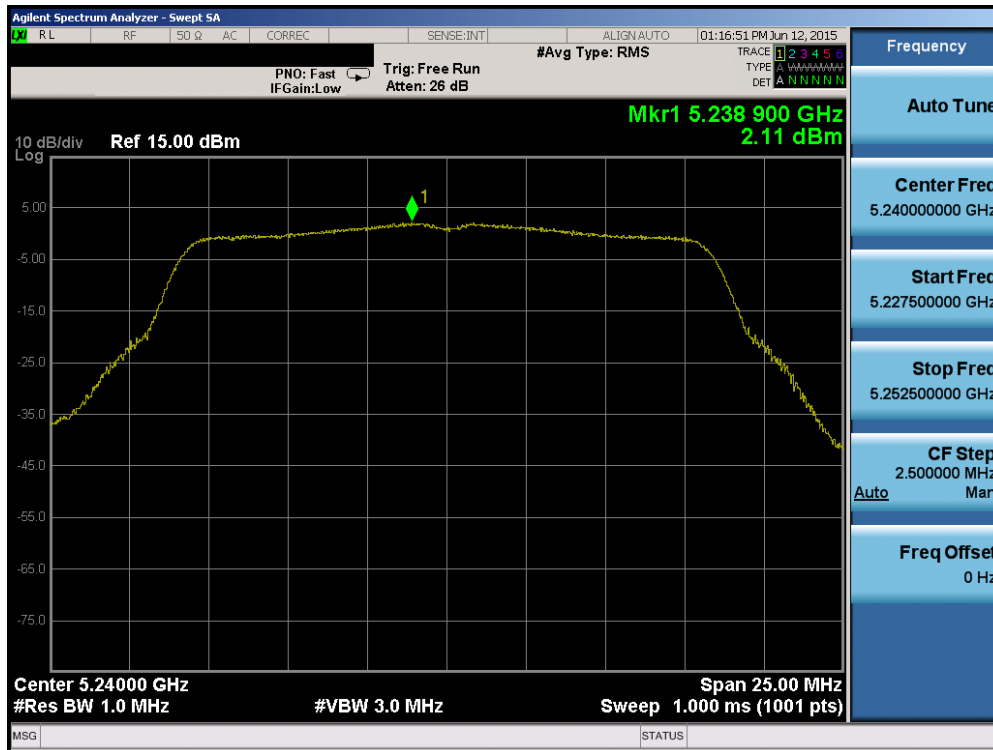 Agilent Spectrum Analyzer - Swept SA
LXI RL RF 50 Ω AC CORREC SENSE:INT ALIGN AUTO 01:16:51 PM Jun 12, 2015
#Avg Type: RMS
TRACE 1 2 3 4 5 6
TYPE A WWWWW
DET A N N N N N
PNO: Fast
IFGain:Low
Trig: Free Run
Atten: 26 dB
Mkr1 5.238 900 GHz
2.11 dBm
10 dB/div
Log
Ref 15.00 dBm
1
5.00
-5.00
-15.0
-25.0
-35.0
-45.0
-55.0
-65.0
-75.0
Center 5.24000 GHz
Span 25.00 MHz
#Res BW 1.0 MHz
#VBW 3.0 MHz
Sweep 1.000 ms (1001 pts)
MSG
STATUS
Frequency
Auto Tune
Center Freq
5.240000000 GHz
Start Freq
5.227500000 GHz
Stop Freq
5.252500000 GHz
CF Step
2.500000 MHz
Auto Man
Freq Offset
0 Hz